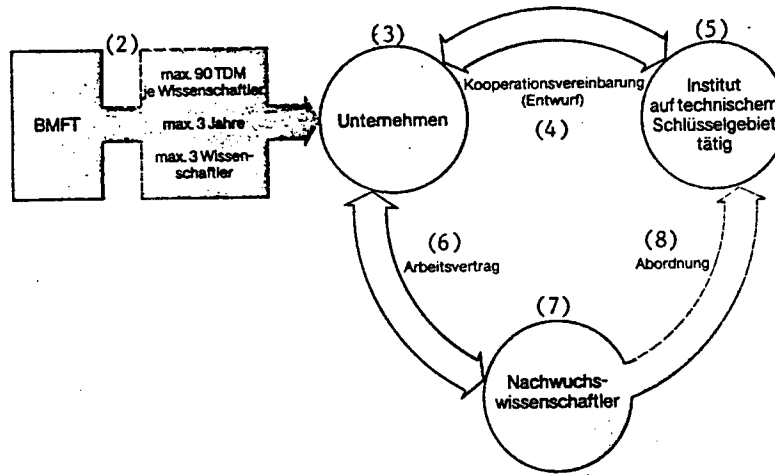 (2)
BMFT
max. 90 TDM
je Wissenschaftler
max. 3 Jahre
max. 3 Wissen-
schaftler
(3)
Unternehmen
Kooperationsvereinbarung
(Entwurf)
(4)
(5)
Institut
auf technischem
Schlüsselgebiet
tätig
(6)
Arbeitsvertrag
(8)
Abordnung
(7)
Nachwuchs-
wissenschaftler